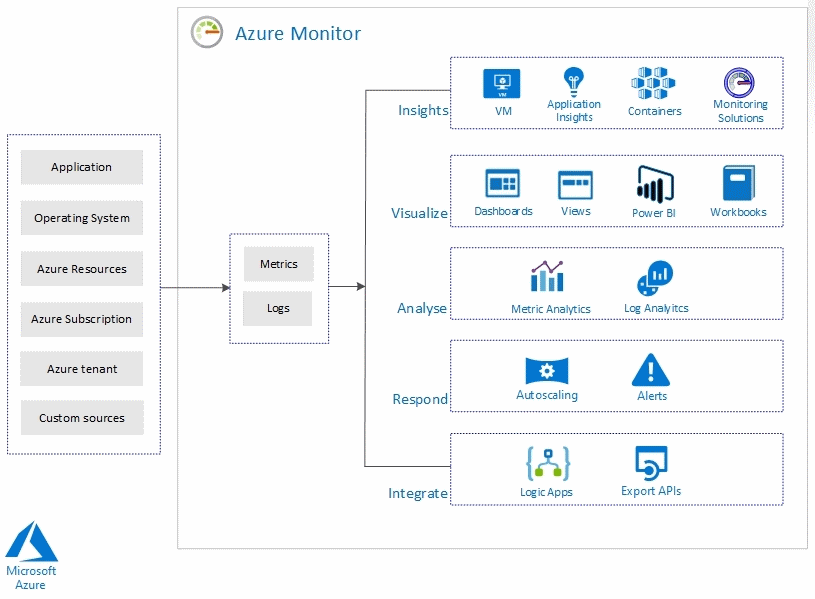 Azure Monitor
Application
Operating System
Azure Resources
Azure Subscription
Azure tenant
Custom sources
Metrics
Logs
Insights
VM
VM
Application
Insights
Containers
Monitoring
Solutions
Visualize
Dashboards
Views
Power BI
Workbooks
Analyse
Metric Analytics
Log Analyitcs
Respond
Autoscaling
Alerts
Integrate
Logic Apps
Export APIs
Microsoft
Azure